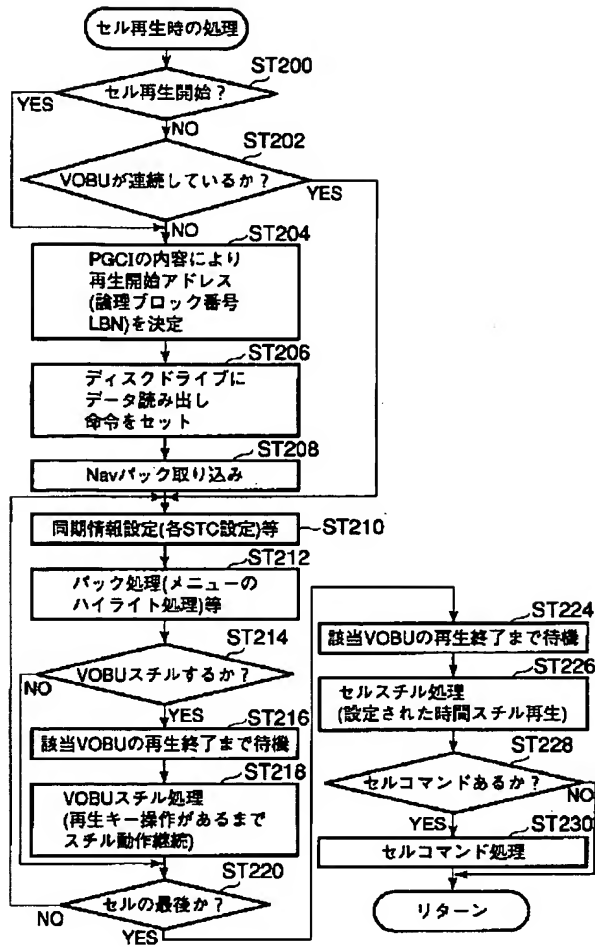 セル再生時の処理
ST200
セル再生開始？
YES
NO
ST202
VOBUが連続しているか？
YES
NO
ST204
PGCIの内容により
再生開始アドレス
(論理ブロック番号
LBN)を決定
ST206
ディスクドライブに
データ読み出し
命令をセット
ST208
Navパック取り込み
同期情報設定(各STC設定)等
ST210
ST212
パック処理(メニューの
ハイライト処理)等
ST214
VOBUスチルするか？
NO
YES
ST216
該当VOBUの再生終了まで待機
ST218
VOBUスチル処理
(再生キー操作があるまで
スチル動作継続)
ST220
セルの最後か？
NO
YES
ST224
該当VOBUの再生終了まで待機
ST226
セルスチル処理
(設定された時間スチル再生)
ST228
セルコマンドあるか？
NO
YES
ST230
セルコマンド処理
リターン